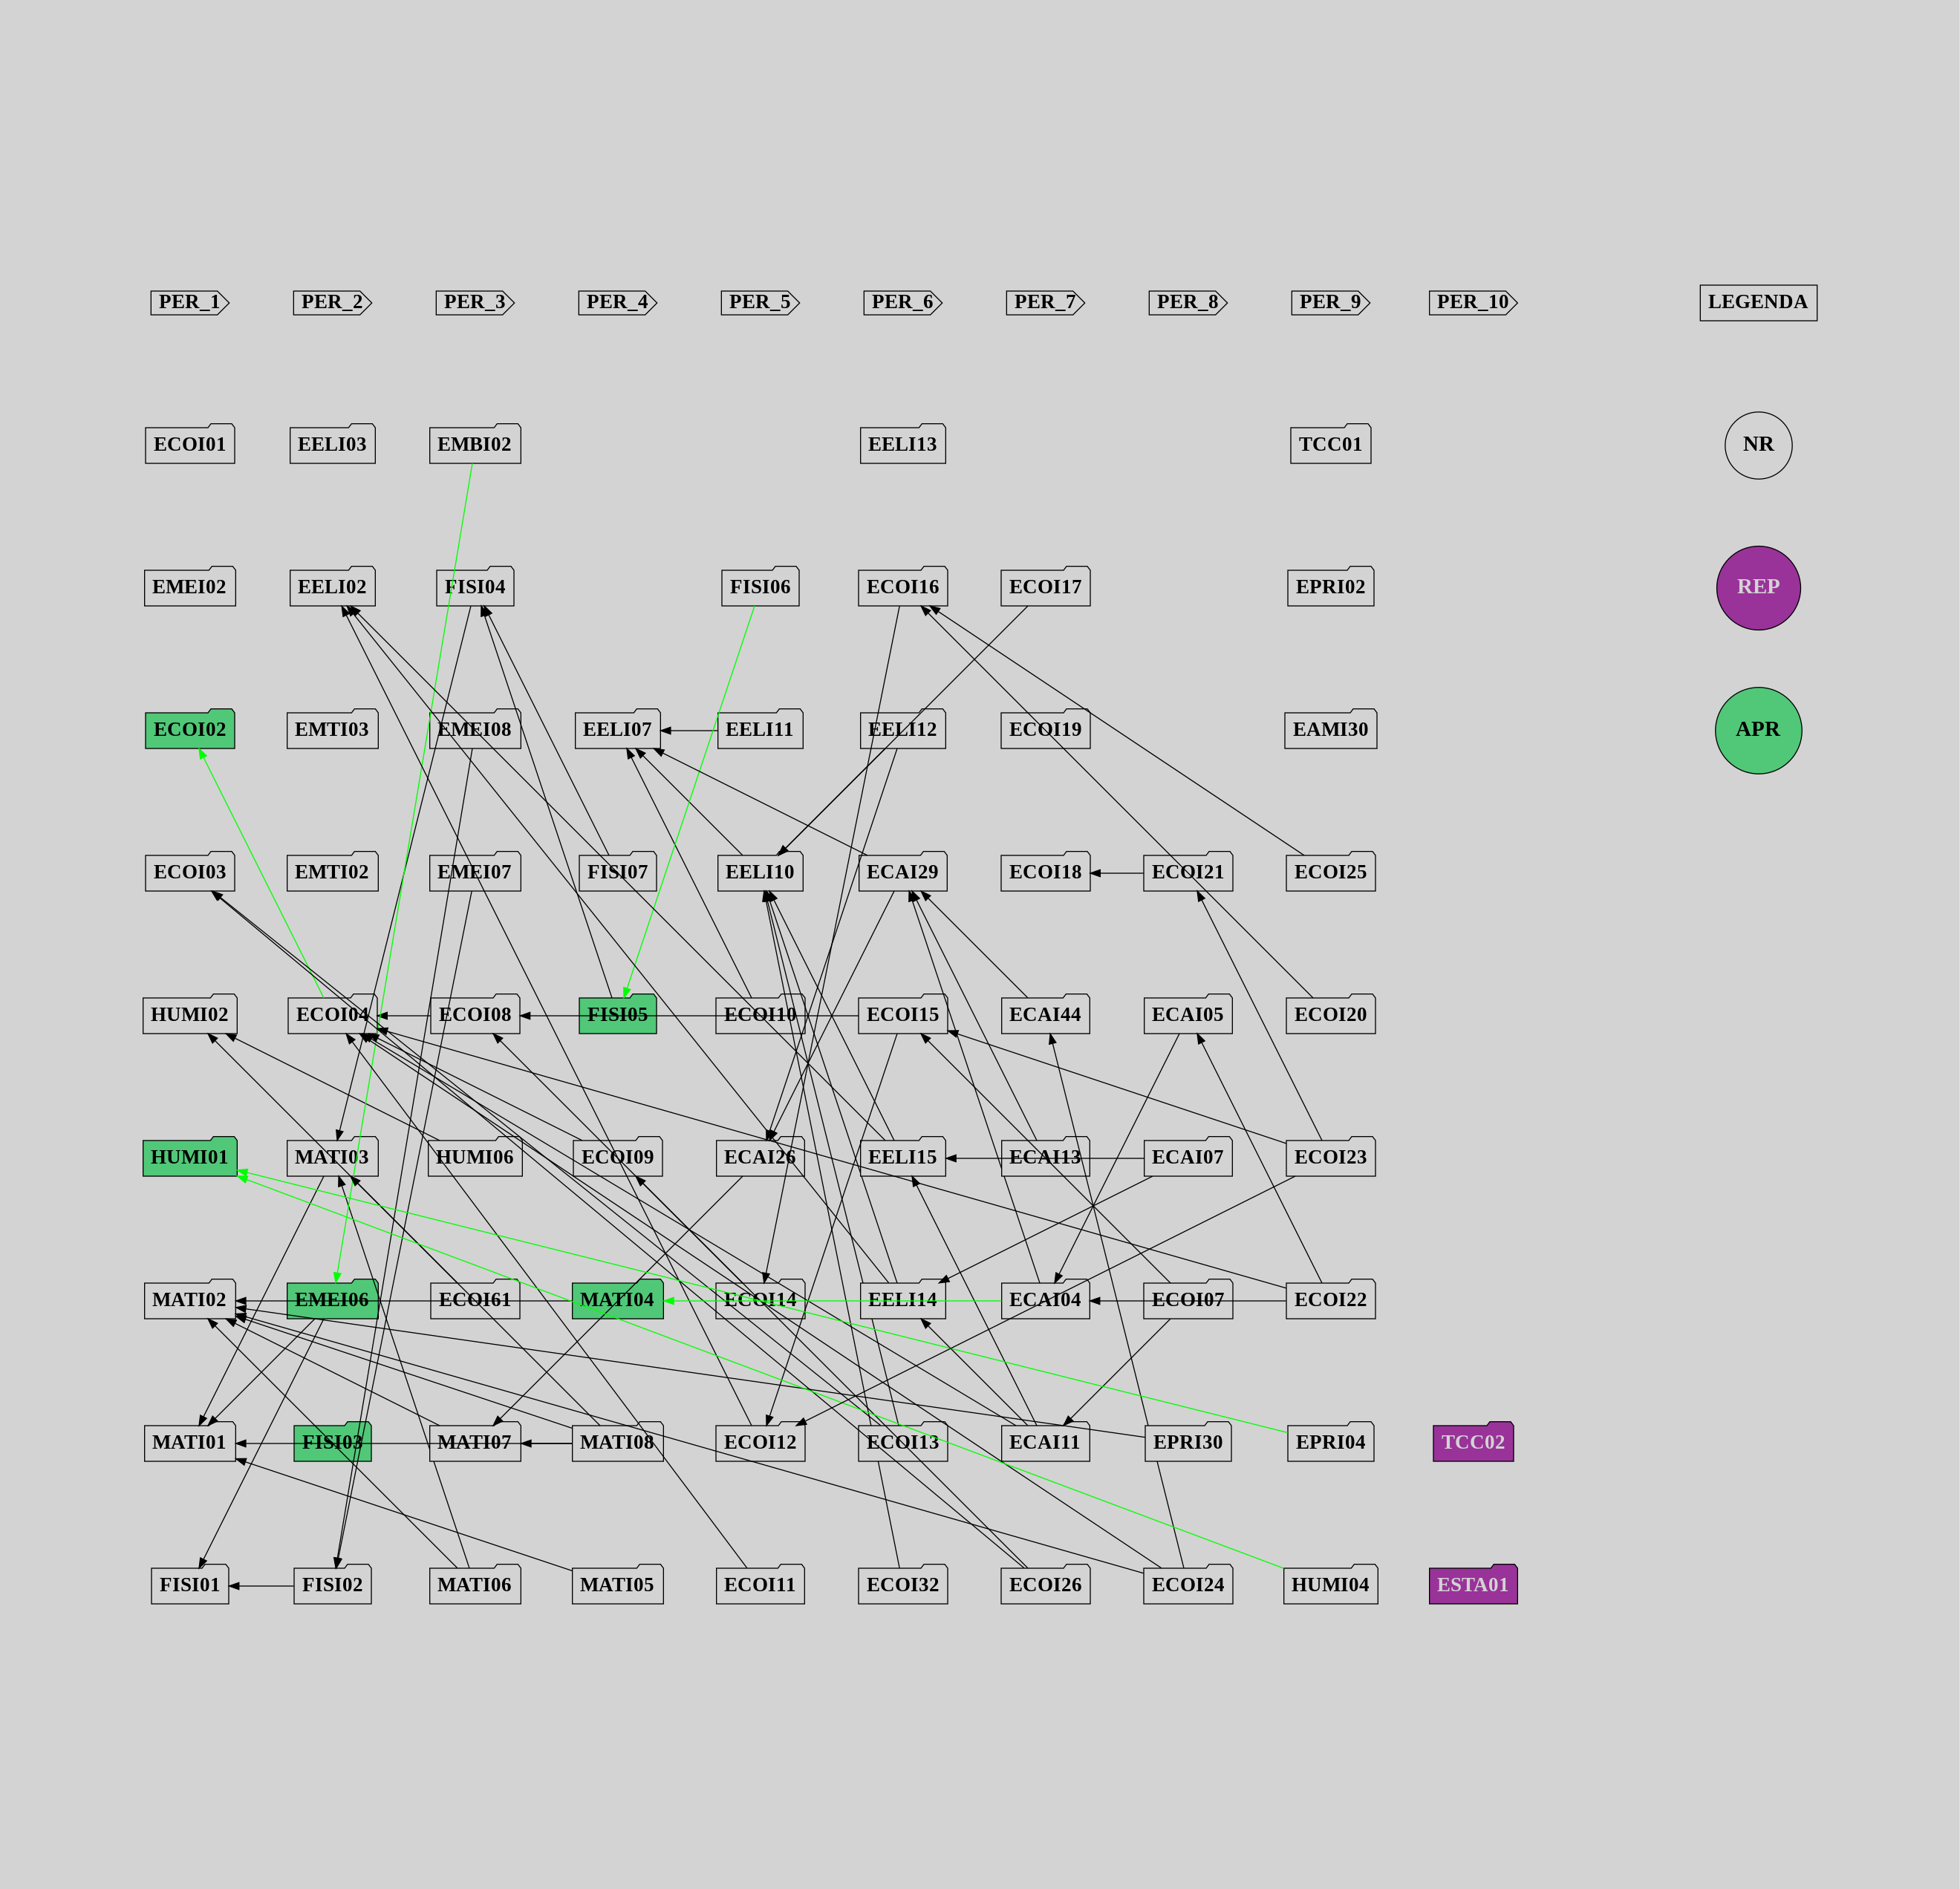 PER_1 PER_2 PER_3 PER_4 PER_5 PER_6 PER_7 PER_8 PER_9 PER_10 LEGENDA
ECOI01 EELI03 EMBI02 EELI13 TCC01 NR
EMEI02 EELI02 FISI04 FISI06 ECOI16 ECOI17 EPRI02 REP
ECOI02 EMTI03 EMEI08 EELI07 EELI11 EELI12 ECOI19 EAMI30 APR
ECOI03 EMTI02 EMEI07 FISI07 EELI10 ECAI29 ECOI18 ECOI21 ECOI25
HUMI02 ECOI04 ECOI08 FISI05 ECOI10 ECOI15 ECAI44 ECAI05 ECOI20
HUMI01 MATI03 HUMI06 ECOI09 ECAI26 EELI15 ECAI13 ECAI07 ECOI23
MATI02 EMEI06 ECOI61 MATI04 ECOI14 EELI14 ECAI04 ECOI07 ECOI22
MATI01 FISI03 MATI07 MATI08 ECOI12 ECOI13 ECAI11 EPRI30 EPRI04 TCC02
FISI01 FISI02 MATI06 MATI05 ECOI11 ECOI32 ECOI26 ECOI24 HUMI04 ESTA01